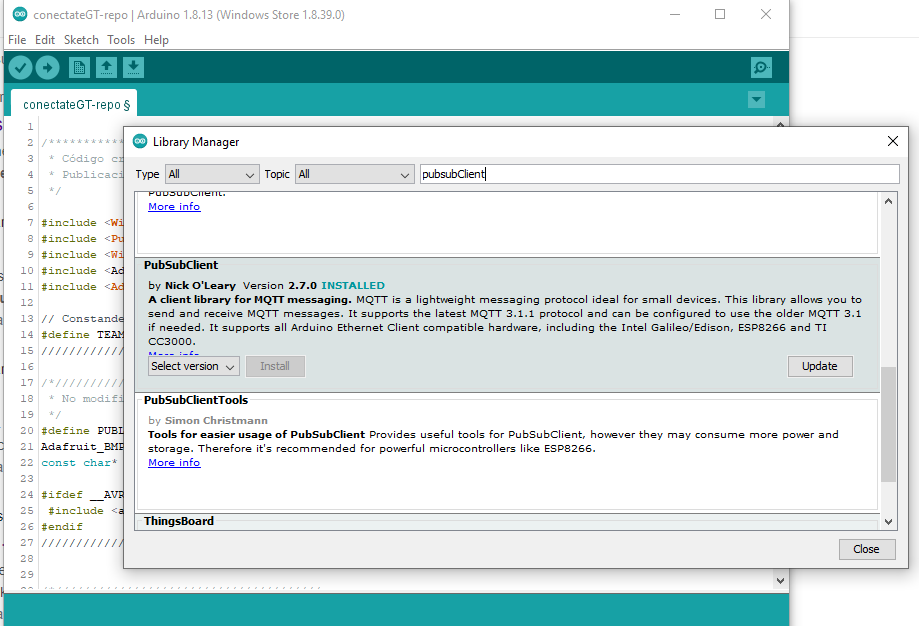 conectateGT-repo | Arduino 1.8.13 (Windows Store 1.8.39.0)
File Edit Sketch Tools Help
conectateGT-repo §
1
2 /************
3 * Código cr
4 * Publicaci
5 */
6
7 #include <Wi
8 #include <Pu
9 #include <Wi
10 #include <Ad
11 #include <Ad
12
13 // Constande
14 #define TEAM
15 ////////////
16
17 /*//////////
18 * No modifi
19 */
20 #define PUBL
21 Adafruit_BMP
22 const char*
23
24 #ifdef __AVR
25 #include <a
26 #endif
27 ////////////
28
29
Library Manager
Type All Topic All pubsubClient
PubSubClient.
More info
PubSubClient
by Nick O'Leary Version 2.7.0 INSTALLED
A client library for MQTT messaging. MQTT is a lightweight messaging protocol ideal for small devices. This library allows you to
send and receive MQTT messages. It supports the latest MQTT 3.1.1 protocol and can be configured to use the older MQTT 3.1
if needed. It supports all Arduino Ethernet Client compatible hardware, including the Intel Galileo/Edison, ESP8266 and TI
CC3000.
More info
Select version Install Update
PubSubClientTools
by Simon Christmann
Tools for easier usage of PubSubClient Provides useful tools for PubSubClient, however they may consume more power and
storage. Therefore it's recommended for powerful microcontrollers like ESP8266.
More info
ThingsBoard
Close